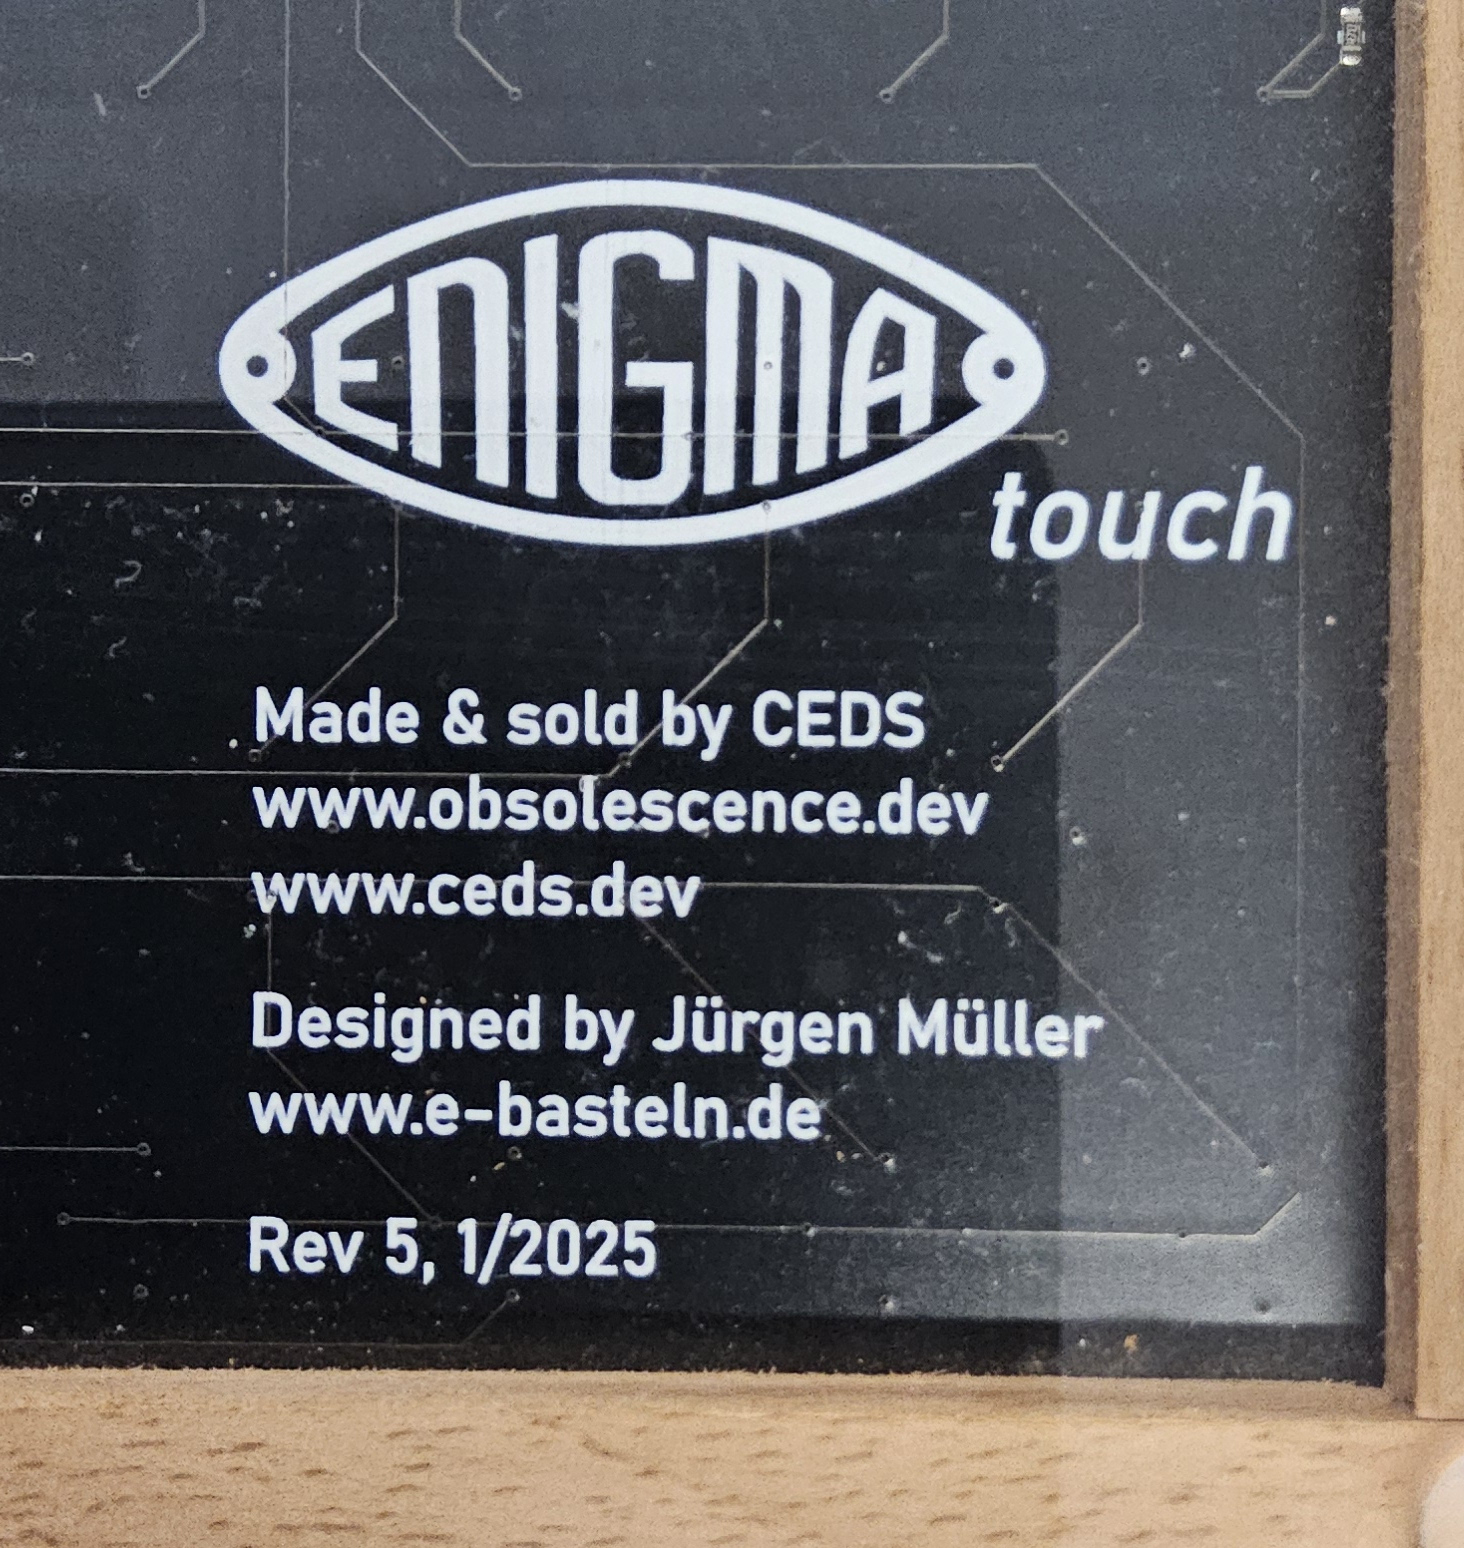 ENIGMA
touch
Made & sold by CEDS
www.obsolescence.dev
www.ceds.dev
Designed by Jürgen Müller
www.e-basteln.de
Rev 5, 1/2025